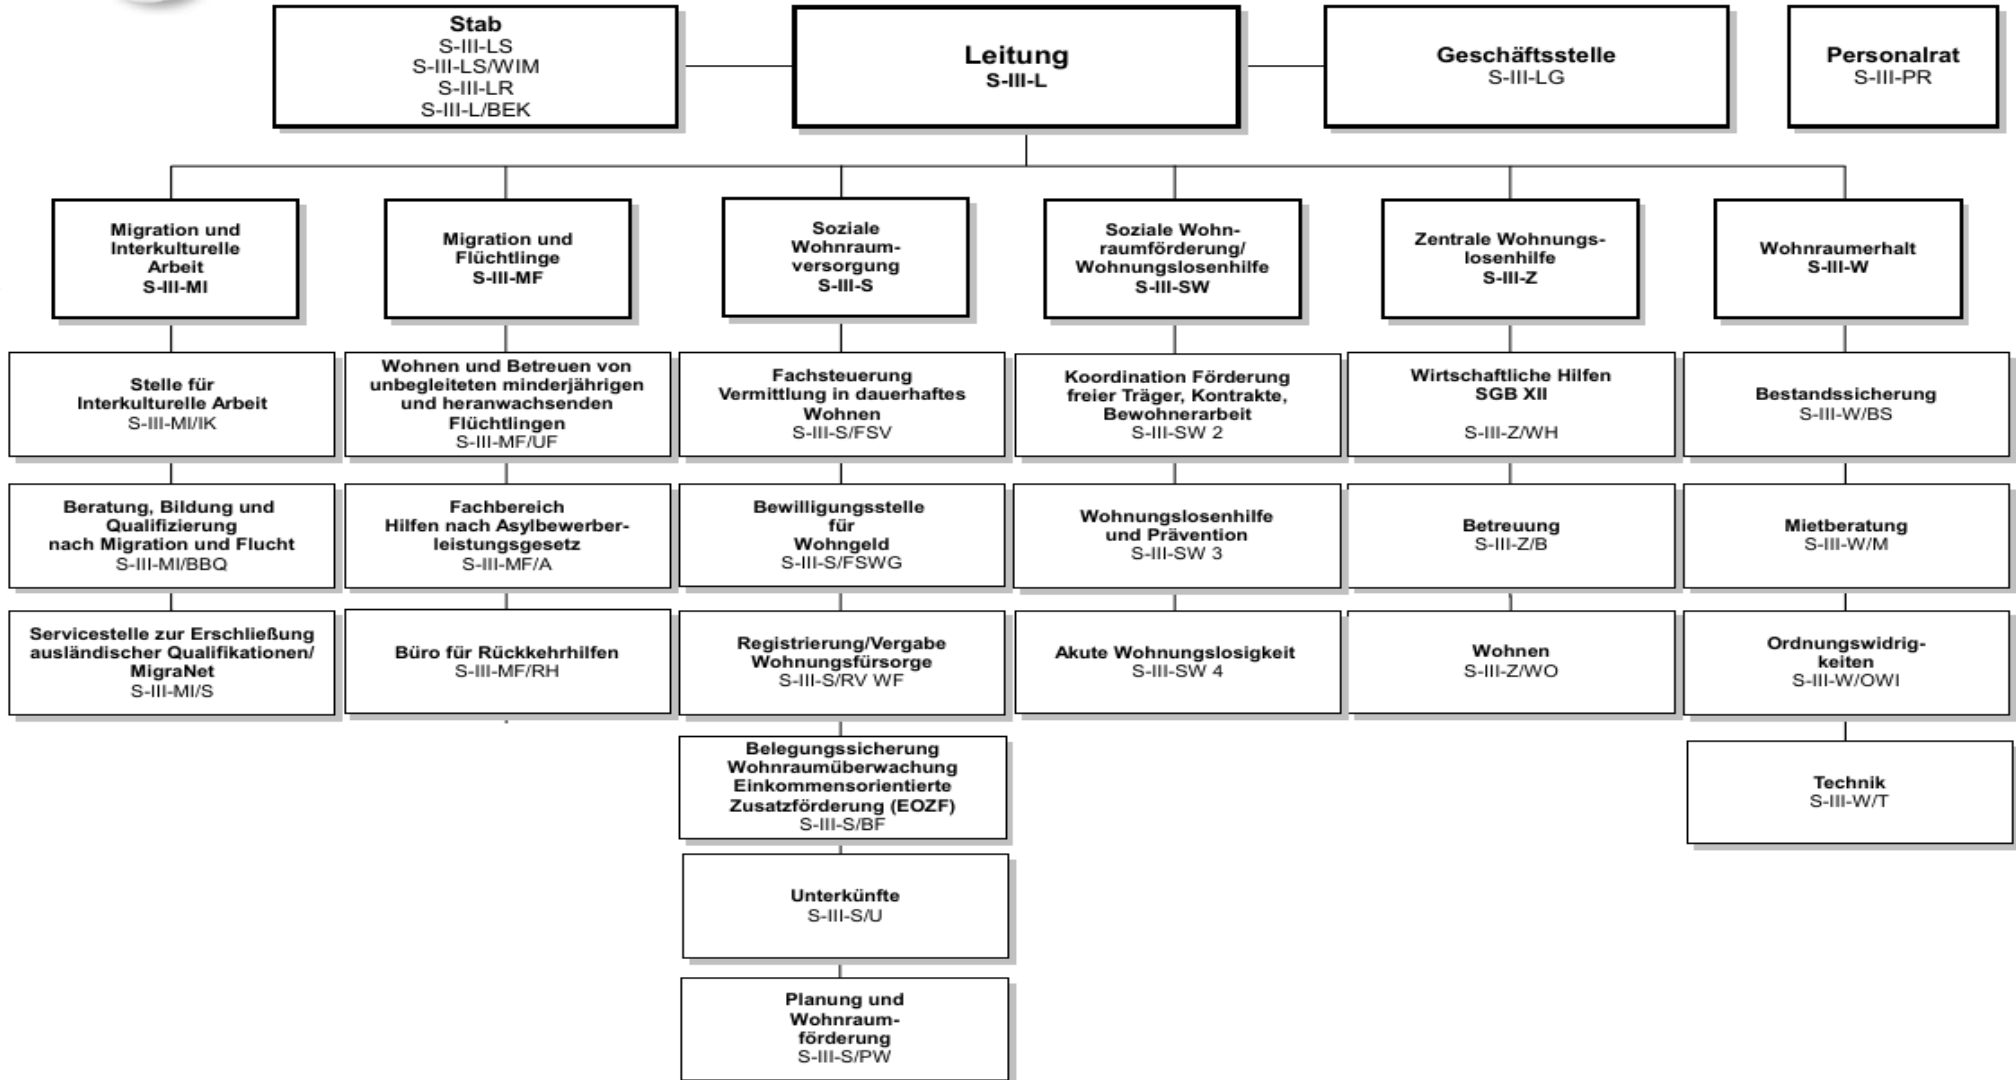 Stab
S-III-LS
S-III-LS/WIM
S-III-LR
S-III-L/BEK
Leitung
S-III-L
Geschäftsstelle
S-III-LG
Personalrat
S-III-PR
Migration und
Interkulturelle
Arbeit
S-III-MI
Migration und
Flüchtlinge
S-III-MF
Soziale
Wohnraum-
versorgung
S-III-S
Soziale Wohn-
raumförderung/
Wohnungslosenhilfe
S-III-SW
Zentrale Wohnungs-
losenhilfe
S-III-Z
Wohnraumerhalt
S-III-W
Stelle für
Interkulturelle Arbeit
S-III-MI/IK
Wohnen und Betreuen von
unbegleiteten minderjährigen
und heranwachsenden
Flüchtlingen
S-III-MF/UF
Fachsteuerung
Vermittlung in dauerhaftes
Wohnen
S-III-S/FSV
Koordination Förderung
freier Träger, Kontrakte,
Bewohnerarbeit
S-III-SW 2
Wirtschaftliche Hilfen
SGB XII
S-III-Z/WH
Bestandssicherung
S-III-W/BS
Beratung, Bildung und
Qualifizierung
nach Migration und Flucht
S-III-MI/BBQ
Fachbereich
Hilfen nach Asylbewerber-
leistungsgesetz
S-III-MF/A
Bewilligungsstelle
für
Wohngeld
S-III-S/FSWG
Wohnungslosenhilfe
und Prävention
S-III-SW 3
Betreuung
S-III-Z/B
Mietberatung
S-III-W/M
Servicestelle zur Erschließung
ausländischer Qualifikationen/
MigraNet
S-III-MI/S
Büro für Rückkehrhilfen
S-III-MF/RH
Registrierung/Vergabe
Wohnungsfürsorge
S-III-S/RV WF
Akute Wohnungslosigkeit
S-III-SW 4
Wohnen
S-III-Z/WO
Ordnungswidrig-
keiten
S-III-W/OWI
Belegungssicherung
Wohnraumüberwachung
Einkommensorientierte
Zusatzförderung (EOZF)
S-III-S/BF
Technik
S-III-W/T
Unterkünfte
S-III-S/U
Planung und
Wohnraum-
förderung
S-III-S/PW